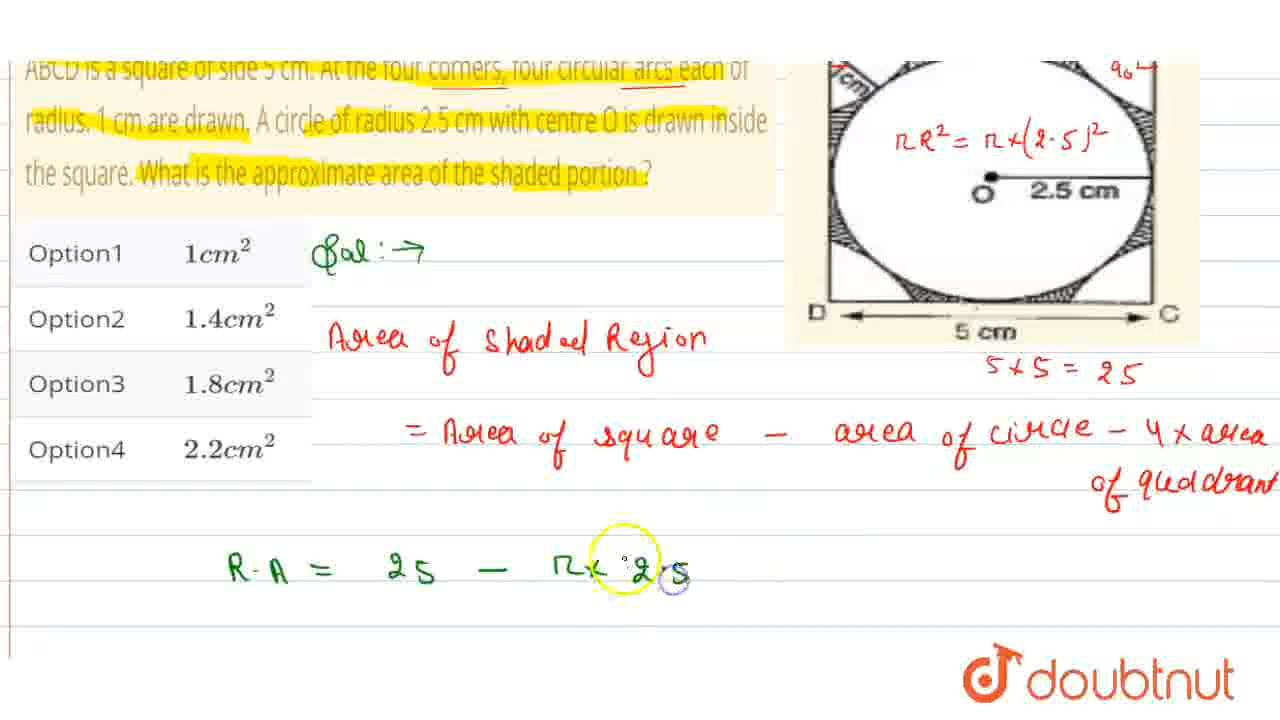 ABCD is a square of side 5 cm. At the four corners, four circular arcs each of
radius. 1 cm are drawn. A circle of radius 2.5 cm with centre O is drawn inside
the square. What is the approximate area of the shaded portion ?
1cm
90°
πR² = π×(2.5)²
O
2.5 cm
D
C
5 cm
5×5 = 25
Option1 1cm²
Option2 1.4cm²
Option3 1.8cm²
Option4 2.2cm²
Sol:→
Area of Shaded Region
= Area of square – area of circle – 4×area
of quadrant
R.A = 25 – π× 2.5
doubtnut